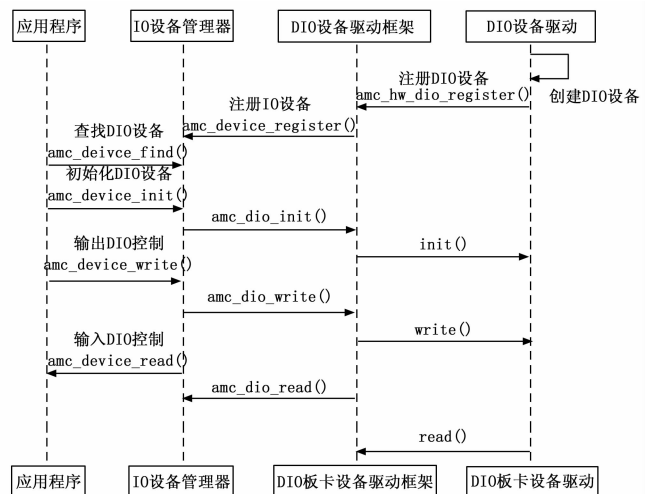 应用程序
IO设备管理器
DIO设备驱动框架
DIO设备驱动
注册DIO设备
amc_hw_dio_register()
创建DIO设备
注册IO设备
amc_device_register()
查找DIO设备
amc_deivce_find()
初始化DIO设备
amc_device_init()
amc_dio_init()
init()
输出DIO控制
amc_device_write()
amc_dio_write()
write()
输入DIO控制
amc_device_read()
amc_dio_read()
read()
应用程序
IO设备管理器
DIO板卡设备驱动框架
DIO板卡设备驱动